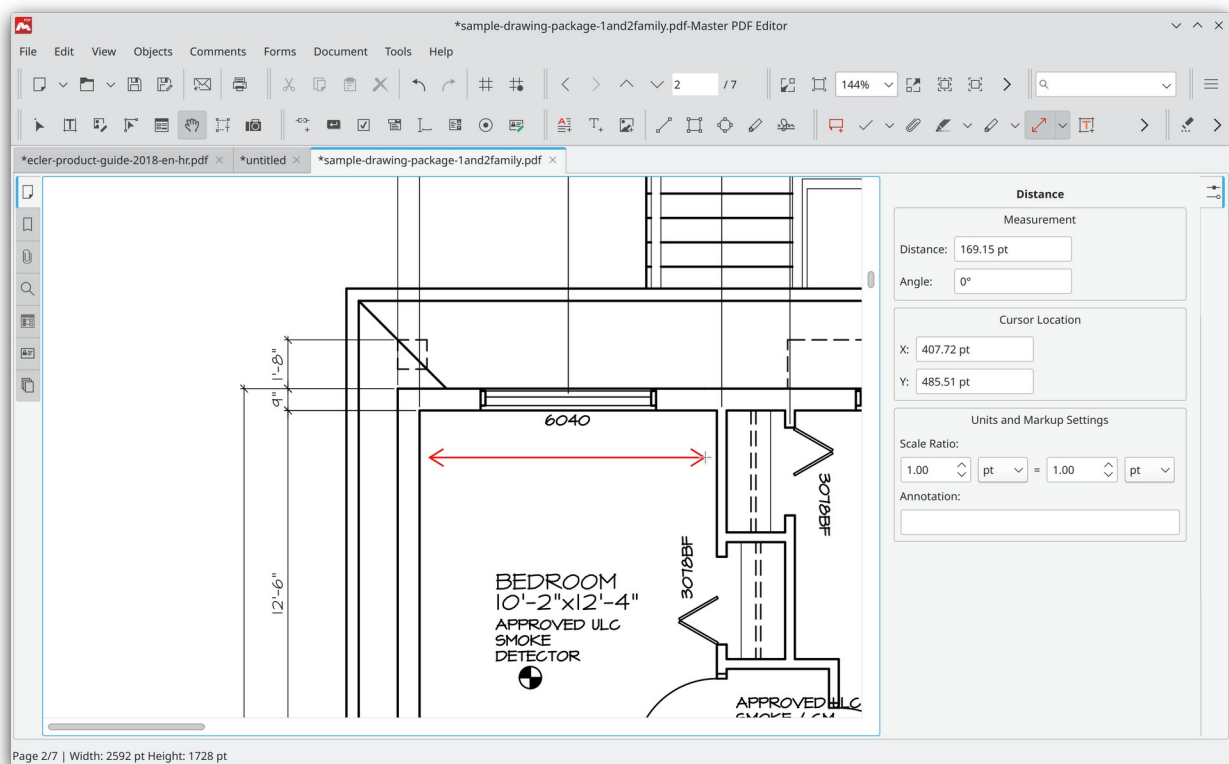 *sample-drawing-package-1and2family.pdf-Master PDF Editor
File Edit View Objects Comments Forms Document Tools Help
2 / 7 144%
*ecler-product-guide-2018-en-hr.pdf *untitled *sample-drawing-package-1and2family.pdf
Distance
Measurement
Distance: 169.15 pt
Angle: 0°
Cursor Location
X: 407.72 pt
Y: 485.51 pt
Units and Markup Settings
Scale Ratio:
1.00 pt = 1.00 pt
Annotation:
1'-8"
9"
6040
3078BF
3078BF
12'-6"
BEDROOM
10'-2"x12'-4"
APPROVED ULC
SMOKE
DETECTOR
APPROVED ULC
SMOKE / CM
Page 2/7 | Width: 2592 pt Height: 1728 pt